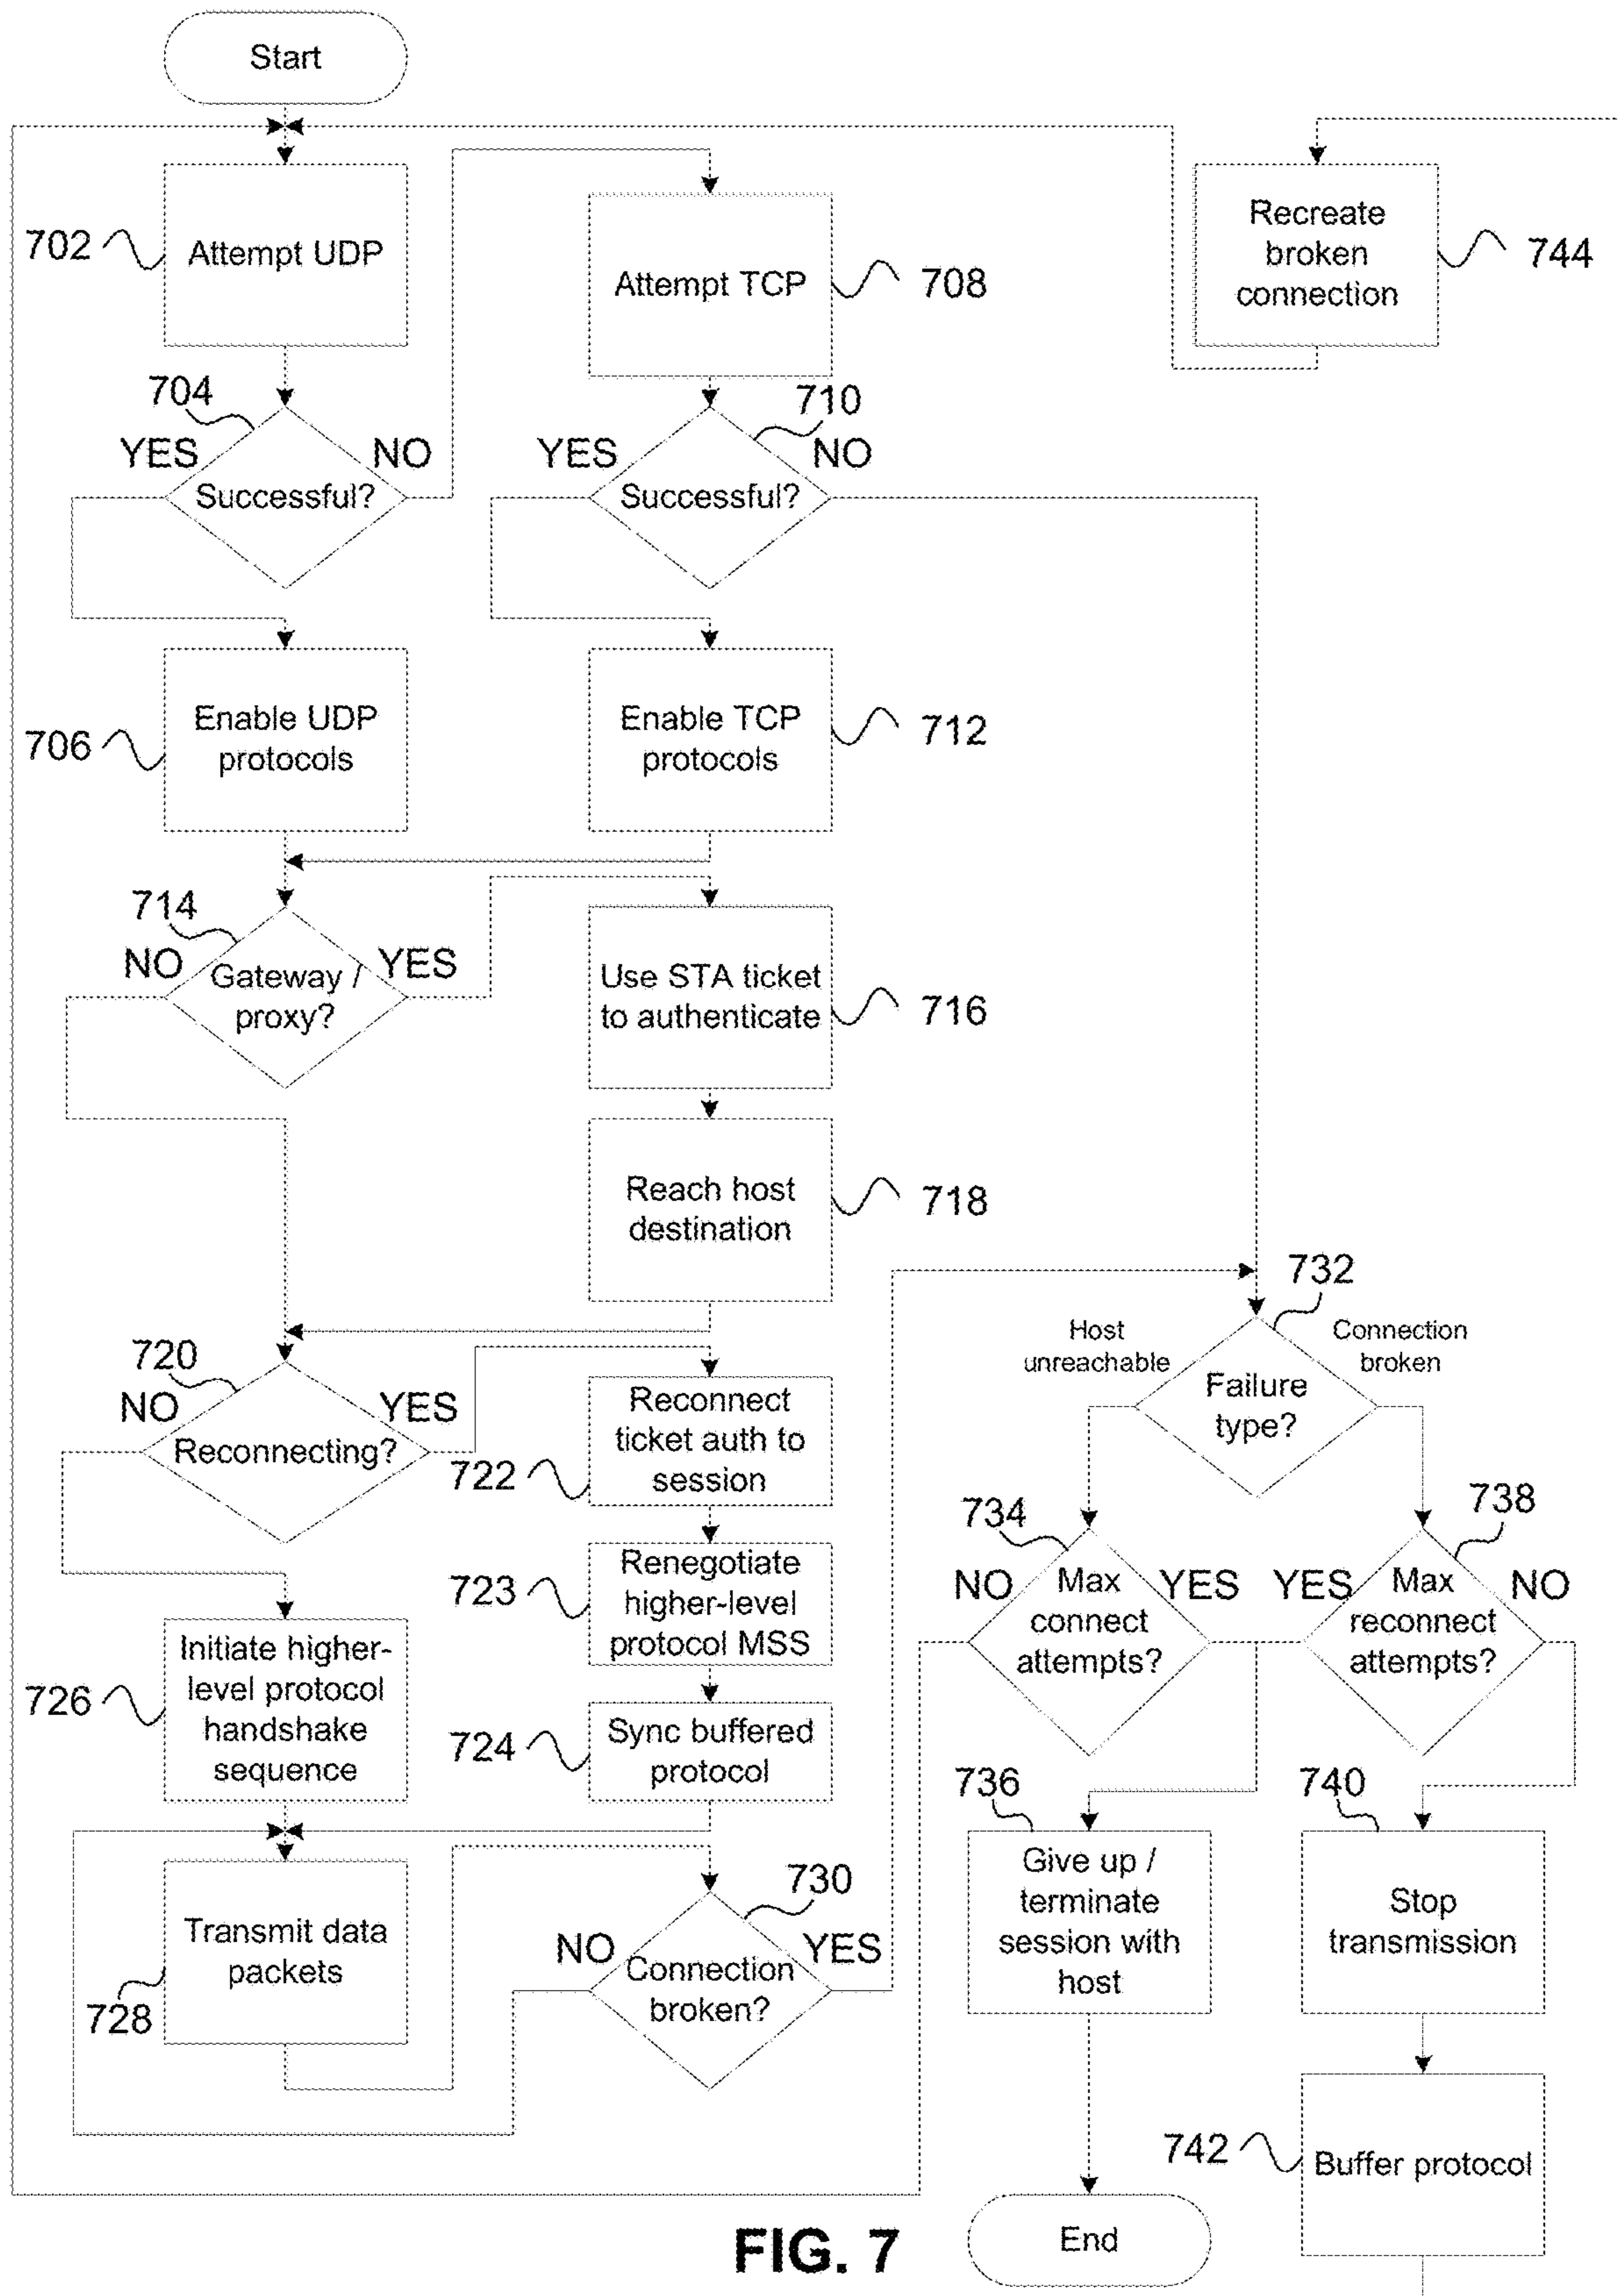 Start
702
Attempt UDP
Attempt TCP
708
Recreate
broken
connection
744
704
YES
NO
Successful?
710
YES
NO
Successful?
706
Enable UDP
protocols
Enable TCP
protocols
712
714
NO
YES
Gateway /
proxy?
Use STA ticket
to authenticate
716
Reach host
destination
718
720
NO
YES
Reconnecting?
722
Reconnect
ticket auth to
session
723
Renegotiate
higher-level
protocol MSS
724
Sync buffered
protocol
726
Initiate higher-
level protocol
handshake
sequence
728
Transmit data
packets
730
NO
YES
Connection
broken?
732
Host
unreachable
Connection
broken
Failure
type?
734
NO
YES
Max
connect
attempts?
738
YES
NO
Max
reconnect
attempts?
736
Give up /
terminate
session with
host
740
Stop
transmission
742
Buffer protocol
End
FIG. 7